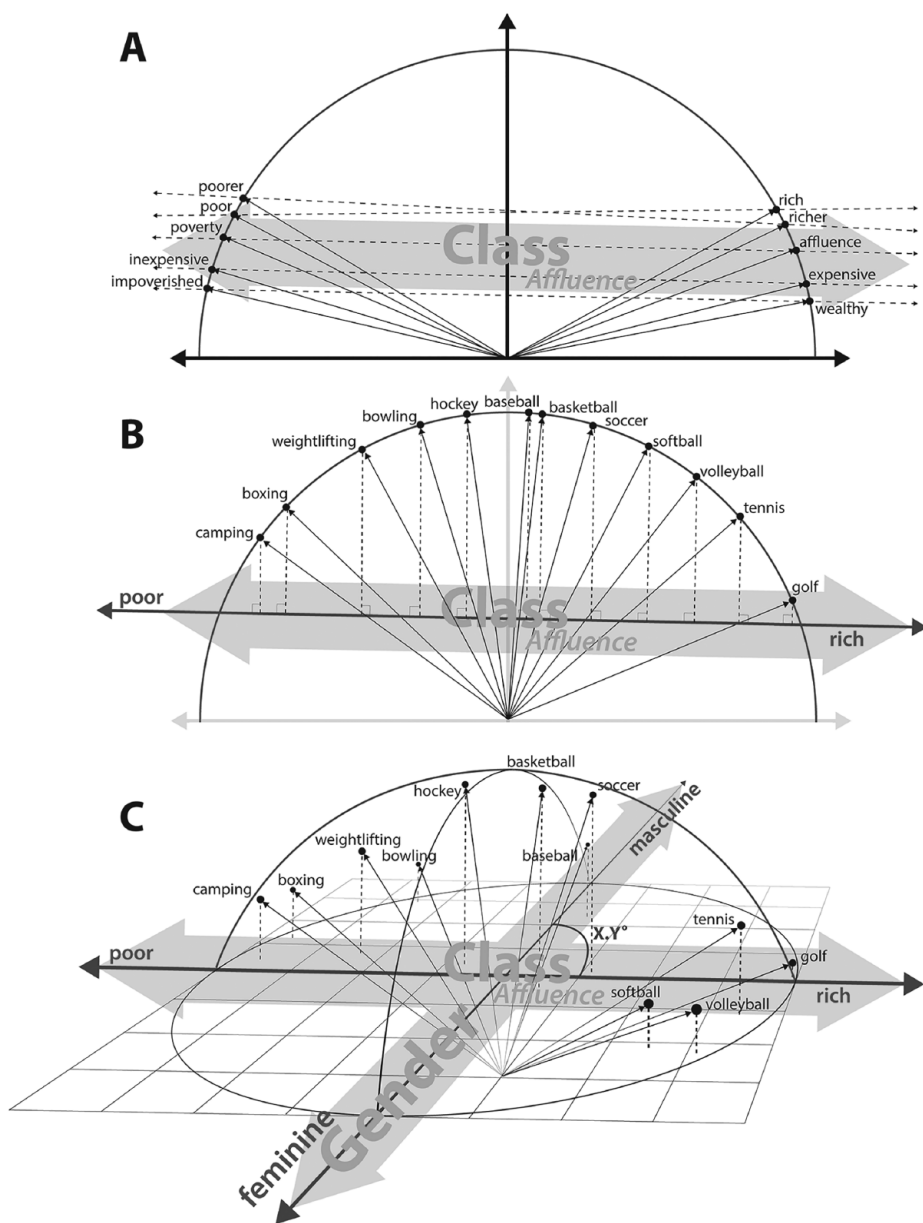 A
poorer
poor
poverty
inexpensive
impoverished
rich
richer
affluence
expensive
wealthy
Class
Affluence
B
camping
boxing
weightlifting
bowling
hockey
baseball
basketball
soccer
softball
volleyball
tennis
golf
poor
Class
Affluence
rich
C
camping
boxing
weightlifting
bowling
hockey
basketball
soccer
baseball
masculine
tennis
golf
X.Y°
poor
Class
Affluence
softball
volleyball
rich
Gender
feminine